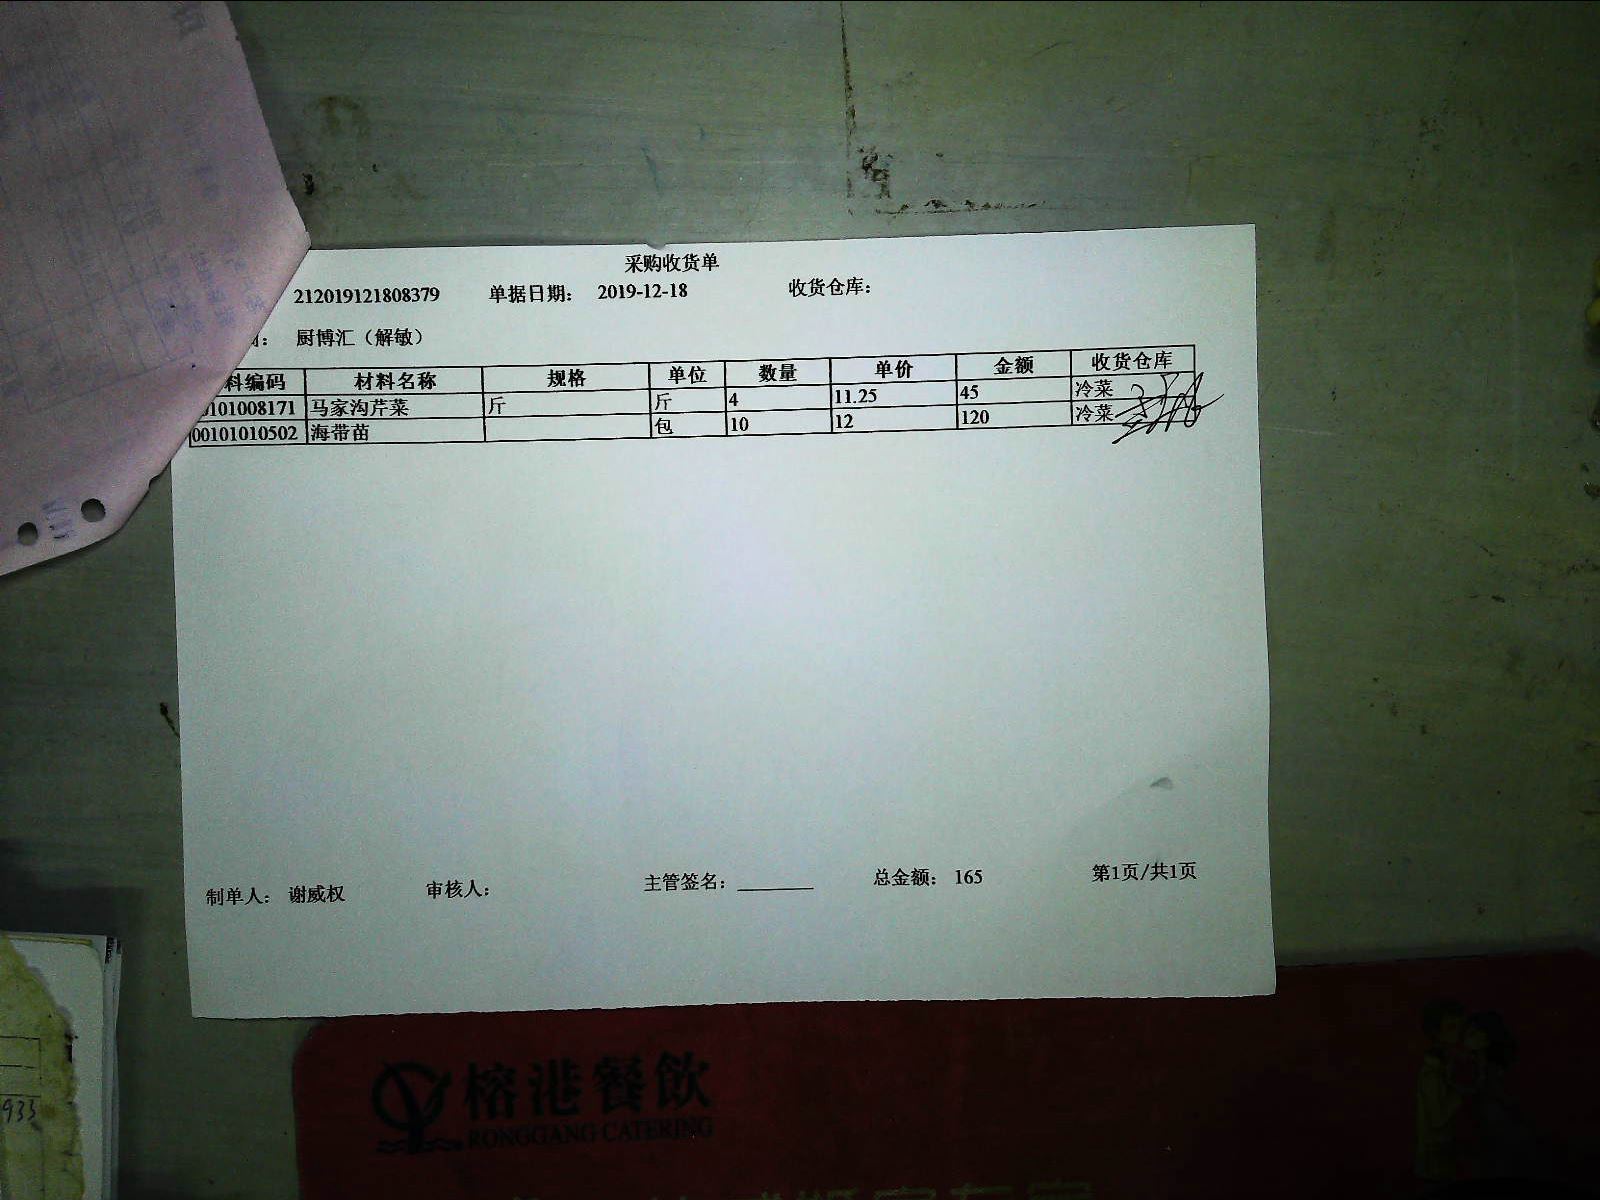 采购收货单
212019121808379 单据日期： 2019-12-18 收货仓库：
： 厨博汇（解敏）
料编码 材料名称 规格 单位 数量 单价 金额 收货仓库
0101008171 马家沟芹菜 斤 斤 4 11.25 45 冷菜
00101010502 海带苗 包 10 12 120 冷菜
制单人： 谢威权 审核人： 主管签名： ________ 总金额： 165 第1页/共1页
榕港餐飲
RONGGANG CATERING
933